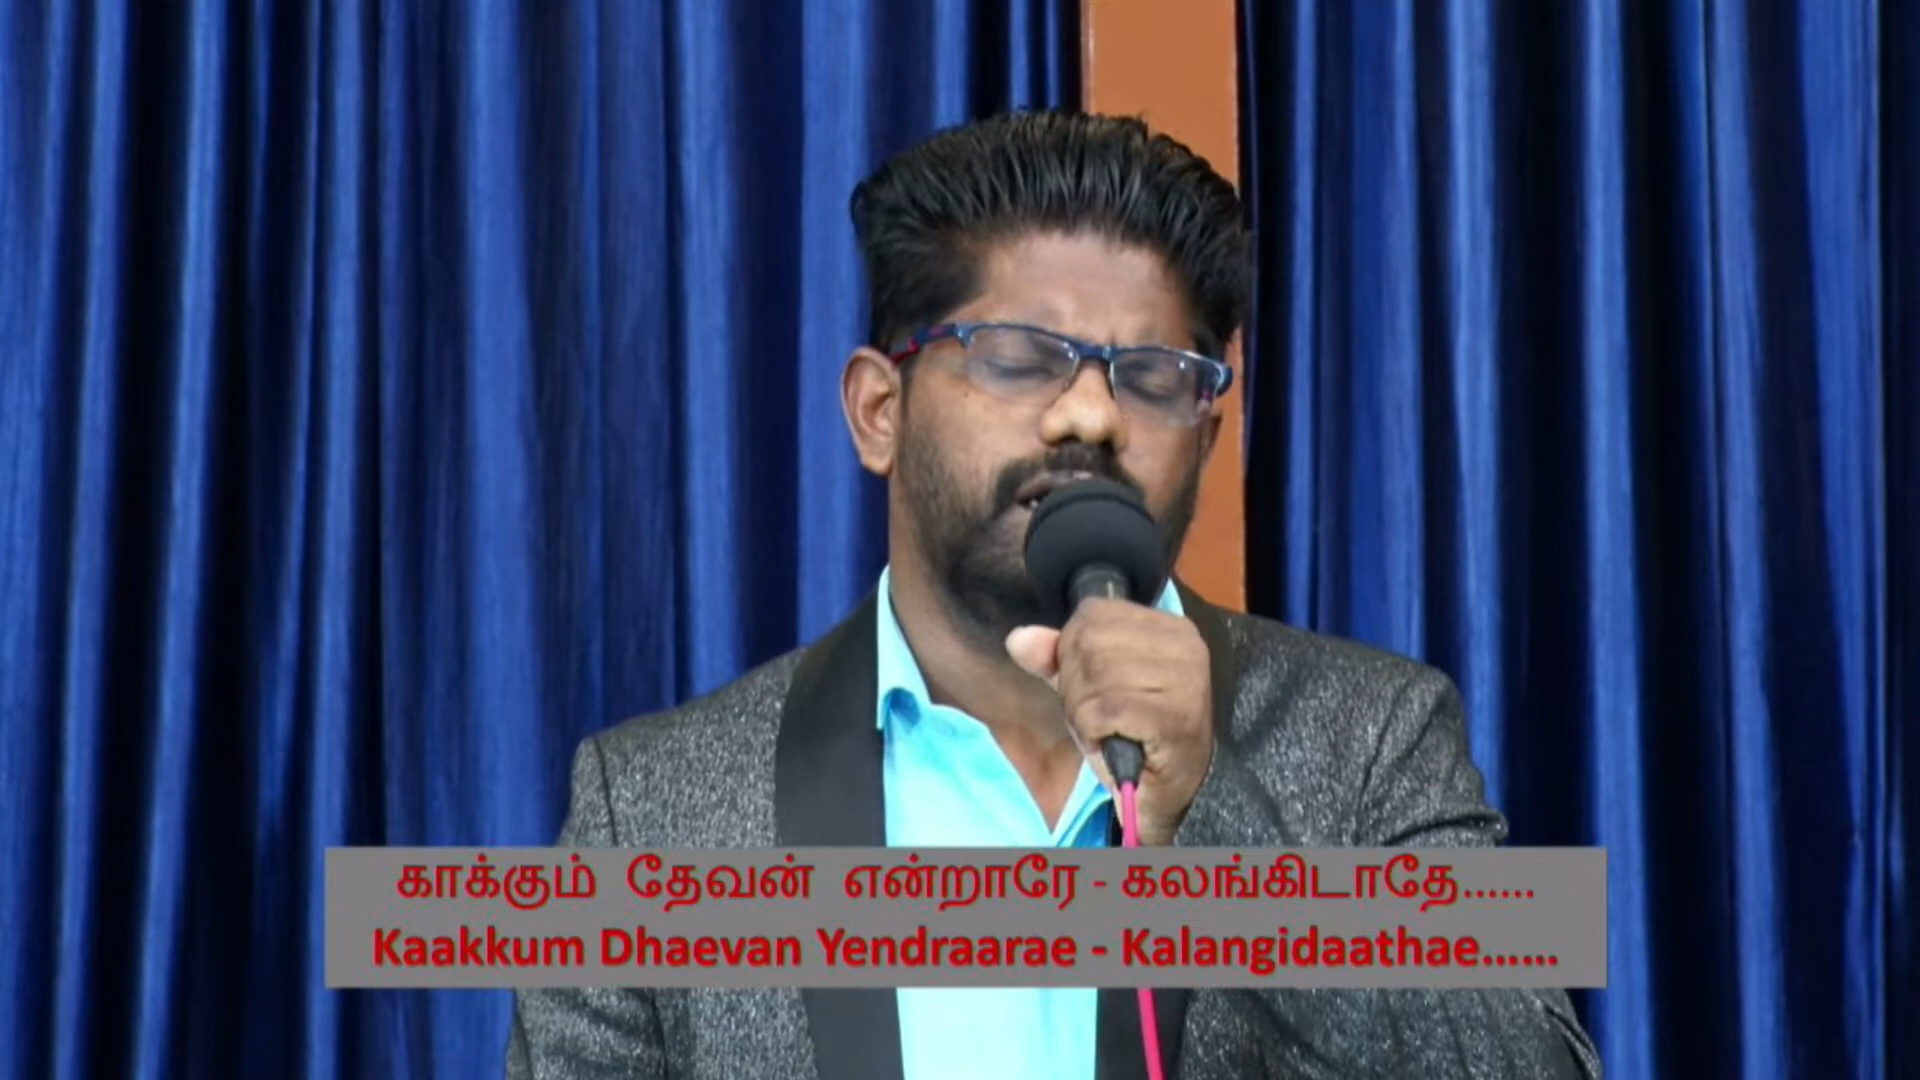 காக்கும் தேவன் என்றாரே - கலங்கிடாதே......
Kaakkum Dhaevan Yendraarae - Kalangidaathae......